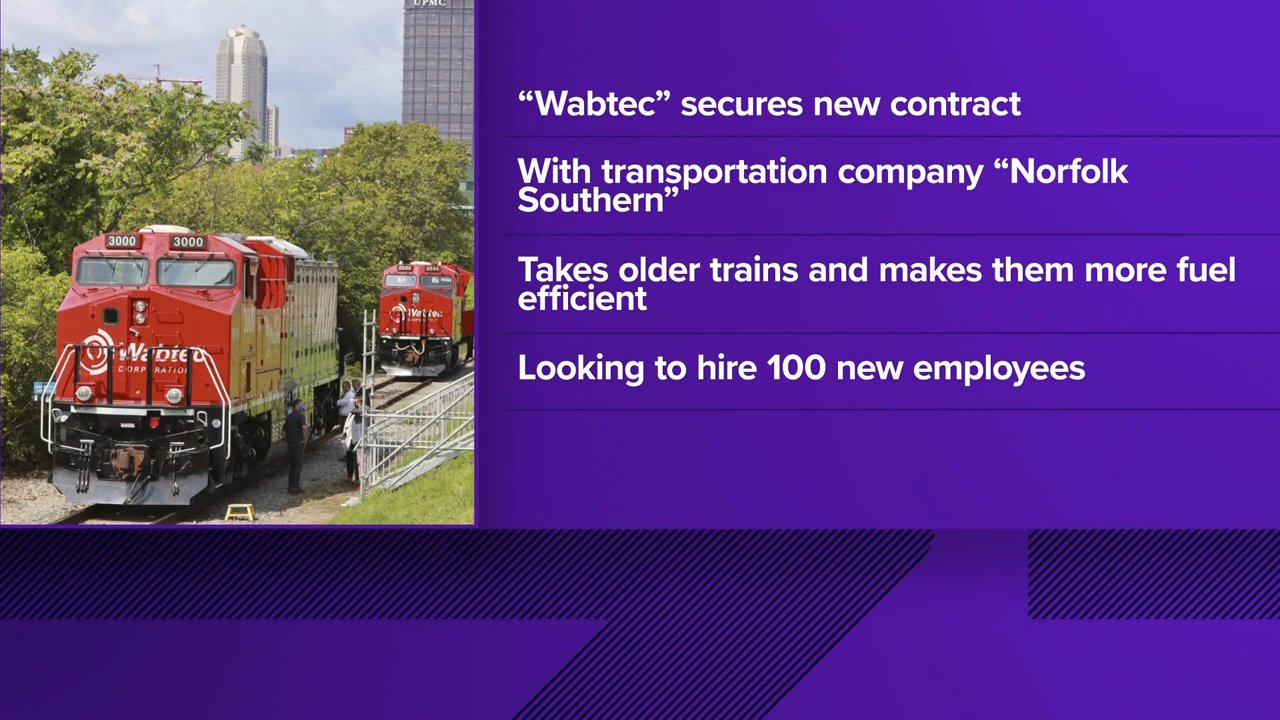 UPMC
“Wabtec” secures new contract
With transportation company “Norfolk
Southern”
Takes older trains and makes them more fuel
efficient
Looking to hire 100 new employees
3000 3000
Wabtec
CORPORATION
Wabtec